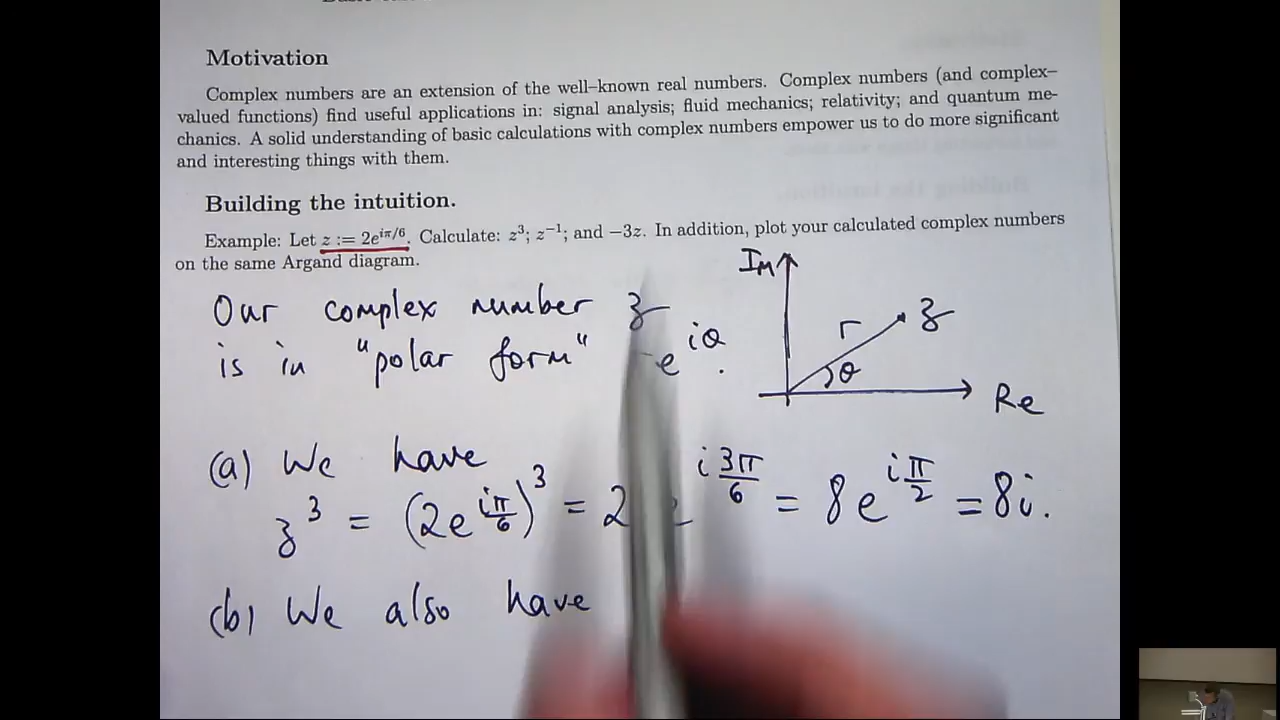 Motivation
Complex numbers are an extension of the well–known real numbers. Complex numbers (and complex–
valued functions) find useful applications in: signal analysis; fluid mechanics; relativity; and quantum me-
chanics. A solid understanding of basic calculations with complex numbers empower us to do more significant
and interesting things with them.
Building the intuition.
Example: Let z := 2e^{iπ/6}. Calculate: z³; z⁻¹; and −3z. In addition, plot your calculated complex numbers
on the same Argand diagram.
Our complex number z
is in "polar form" e^{iθ}.
Im
r
z
θ
Re
(a) We have
z³ = (2e^{iπ/6})³ = 2 e^{i3π/6} = 8e^{iπ/2} = 8i.
(b) We also have